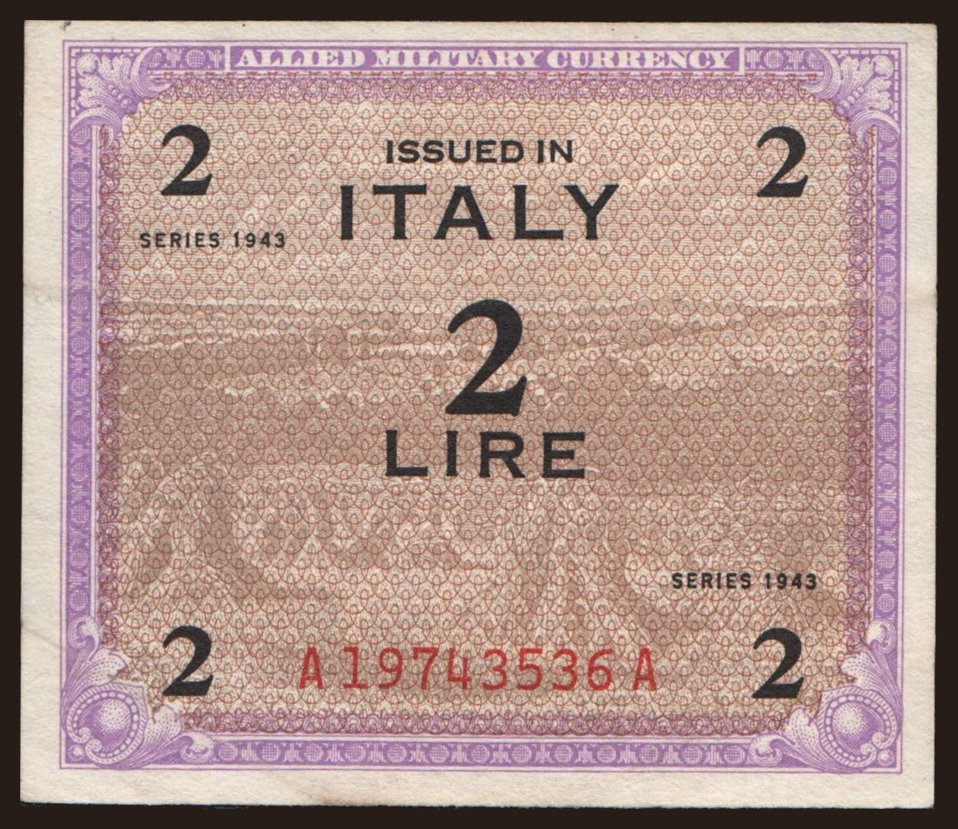 ALLIED MILITARY CURRENCY
2 2
ISSUED IN
ITALY
SERIES 1943
2
LIRE
SERIES 1943
2 2
A19743536A